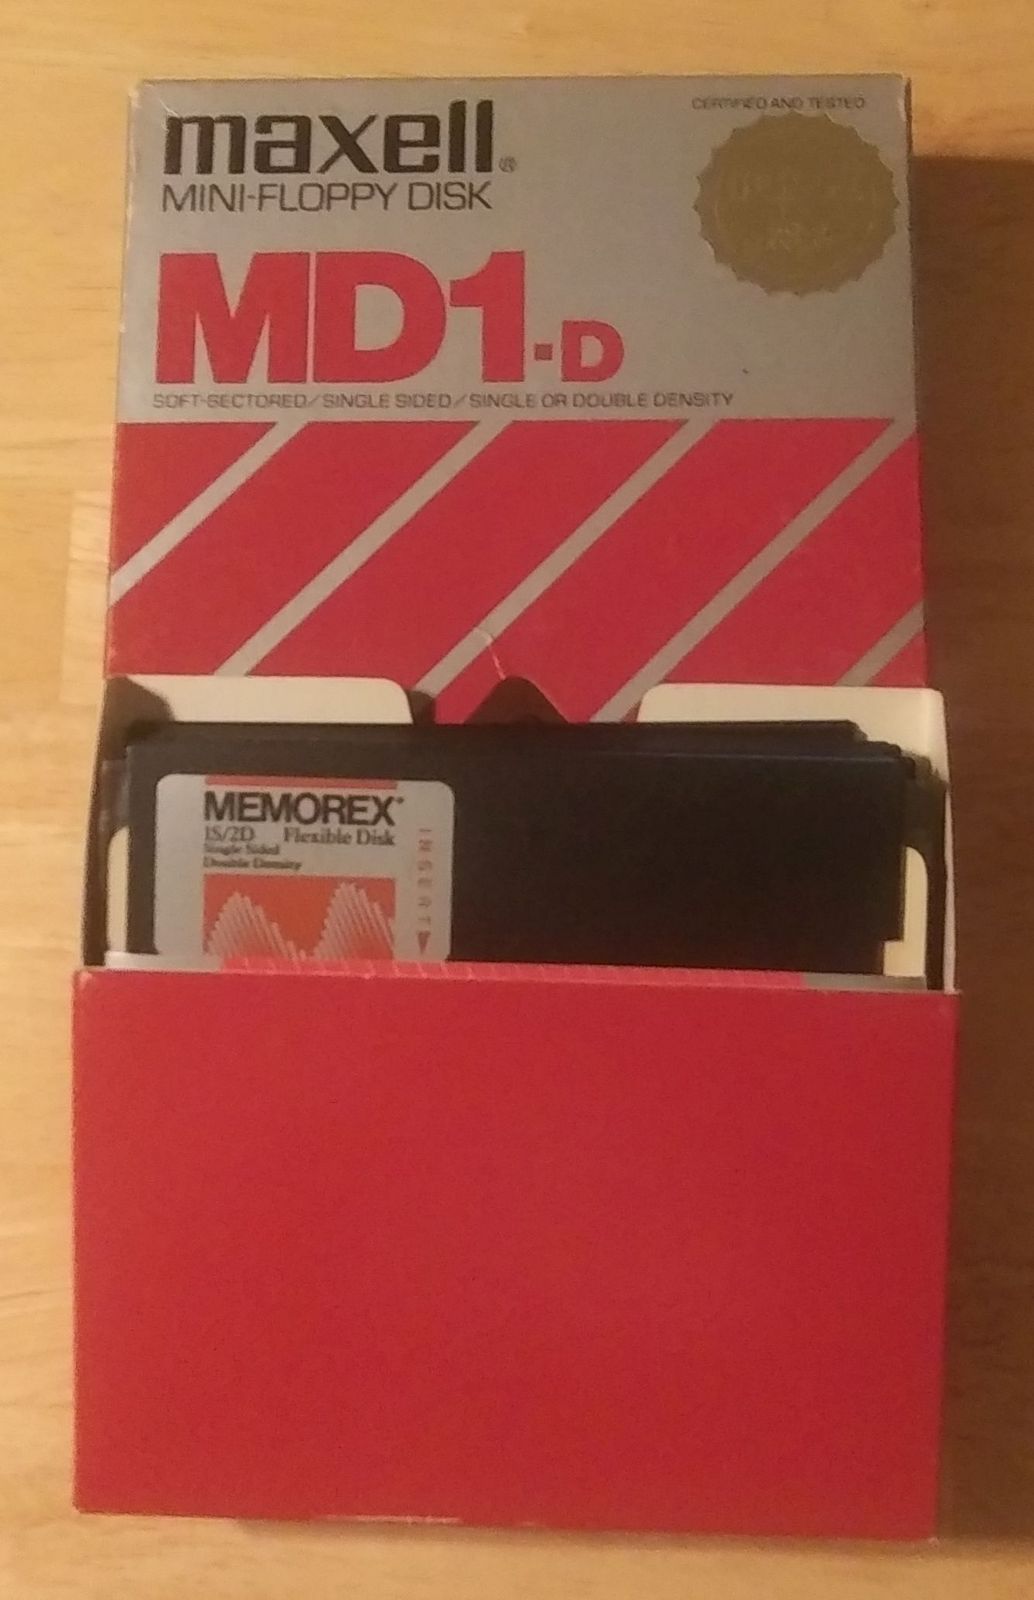 CERTIFIED AND TESTED
maxell®
MINI-FLOPPY DISK
MD1-D
SOFT-SECTORED/SINGLE SIDED/SINGLE OR DOUBLE DENSITY
MEMOREX
1S/2D Flexible Disk
Single Sided
Double Density
INSERT